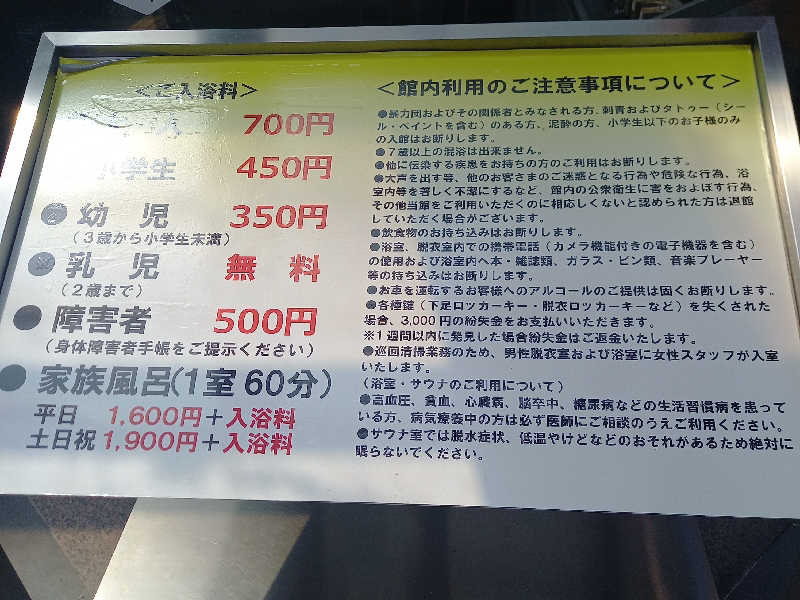 <ご入浴料>
700円
小学生 450円
幼児 350円
(3歳から小学生未満)
乳児 無料
(2歳まで)
●障害者 500円
(身体障害者手帳をご提示ください)
●家族風呂(1室60分)
平日 1,600円+入浴料
土日祝 1,900円+入浴料
<館内利用のご注意事項について>
●暴力団およびその関係者とみなされる方、刺青およびタトゥー(シー
ル・ペイントを含む)のある方、泥酔の方、小学生以下のお子様のみ
の入館はお断りします。
●7歳以上の混浴は出来ません。
●他に伝染する疾患をお持ちの方のご利用はお断りします。
●大声を出す等、他のお客さまのご迷惑となる行為や危険な行為、浴
室内等を著しく不潔にするなど、館内の公衆衛生に害をおよぼす行為、
その他当館をご利用いただくのに相応しくないと認められた方は退館
していただく場合がございます。
●飲食物のお持ち込みはお断りします。
●浴室、脱衣室内での携帯電話(カメラ機能付きの電子機器を含む)
の使用および浴室内へ本・雑誌類、ガラス・ビン類、音楽プレーヤー
等の持ち込みはお断りします。
●お車を運転するお客様へのアルコールのご提供は固くお断りします。
●各種鍵(下足ロッカーキー・脱衣ロッカーキーなど)を失くされた
場合、3,000円の紛失金をお支払いいただきます。
※1週間以内に発見した場合紛失金はご返金いたします。
●巡回清掃業務のため、男性脱衣室および浴室に女性スタッフが入室
いたします。
(浴室・サウナのご利用について)
●高血圧、貧血、心臓病、脳卒中、糖尿病などの生活習慣病を患って
いる方、病気療養中の方は必ず医師にご相談のうえご利用ください。
●サウナ室では脱水症状、低温やけどなどのおそれがあるため絶対に
眠らないでください。